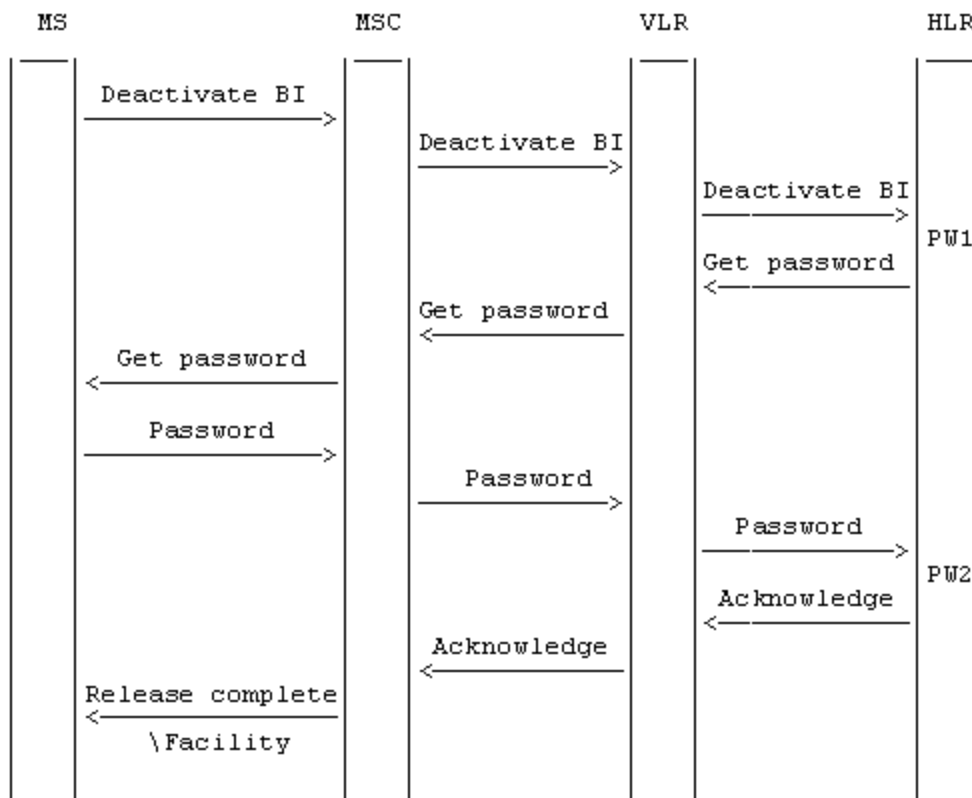 MS MSC VLR HLR
Deactivate BI
Deactivate BI
Deactivate BI
PW1
Get password
Get password
Get password
Password
Password
Password
PW2
Acknowledge
Acknowledge
Release complete
\Facility